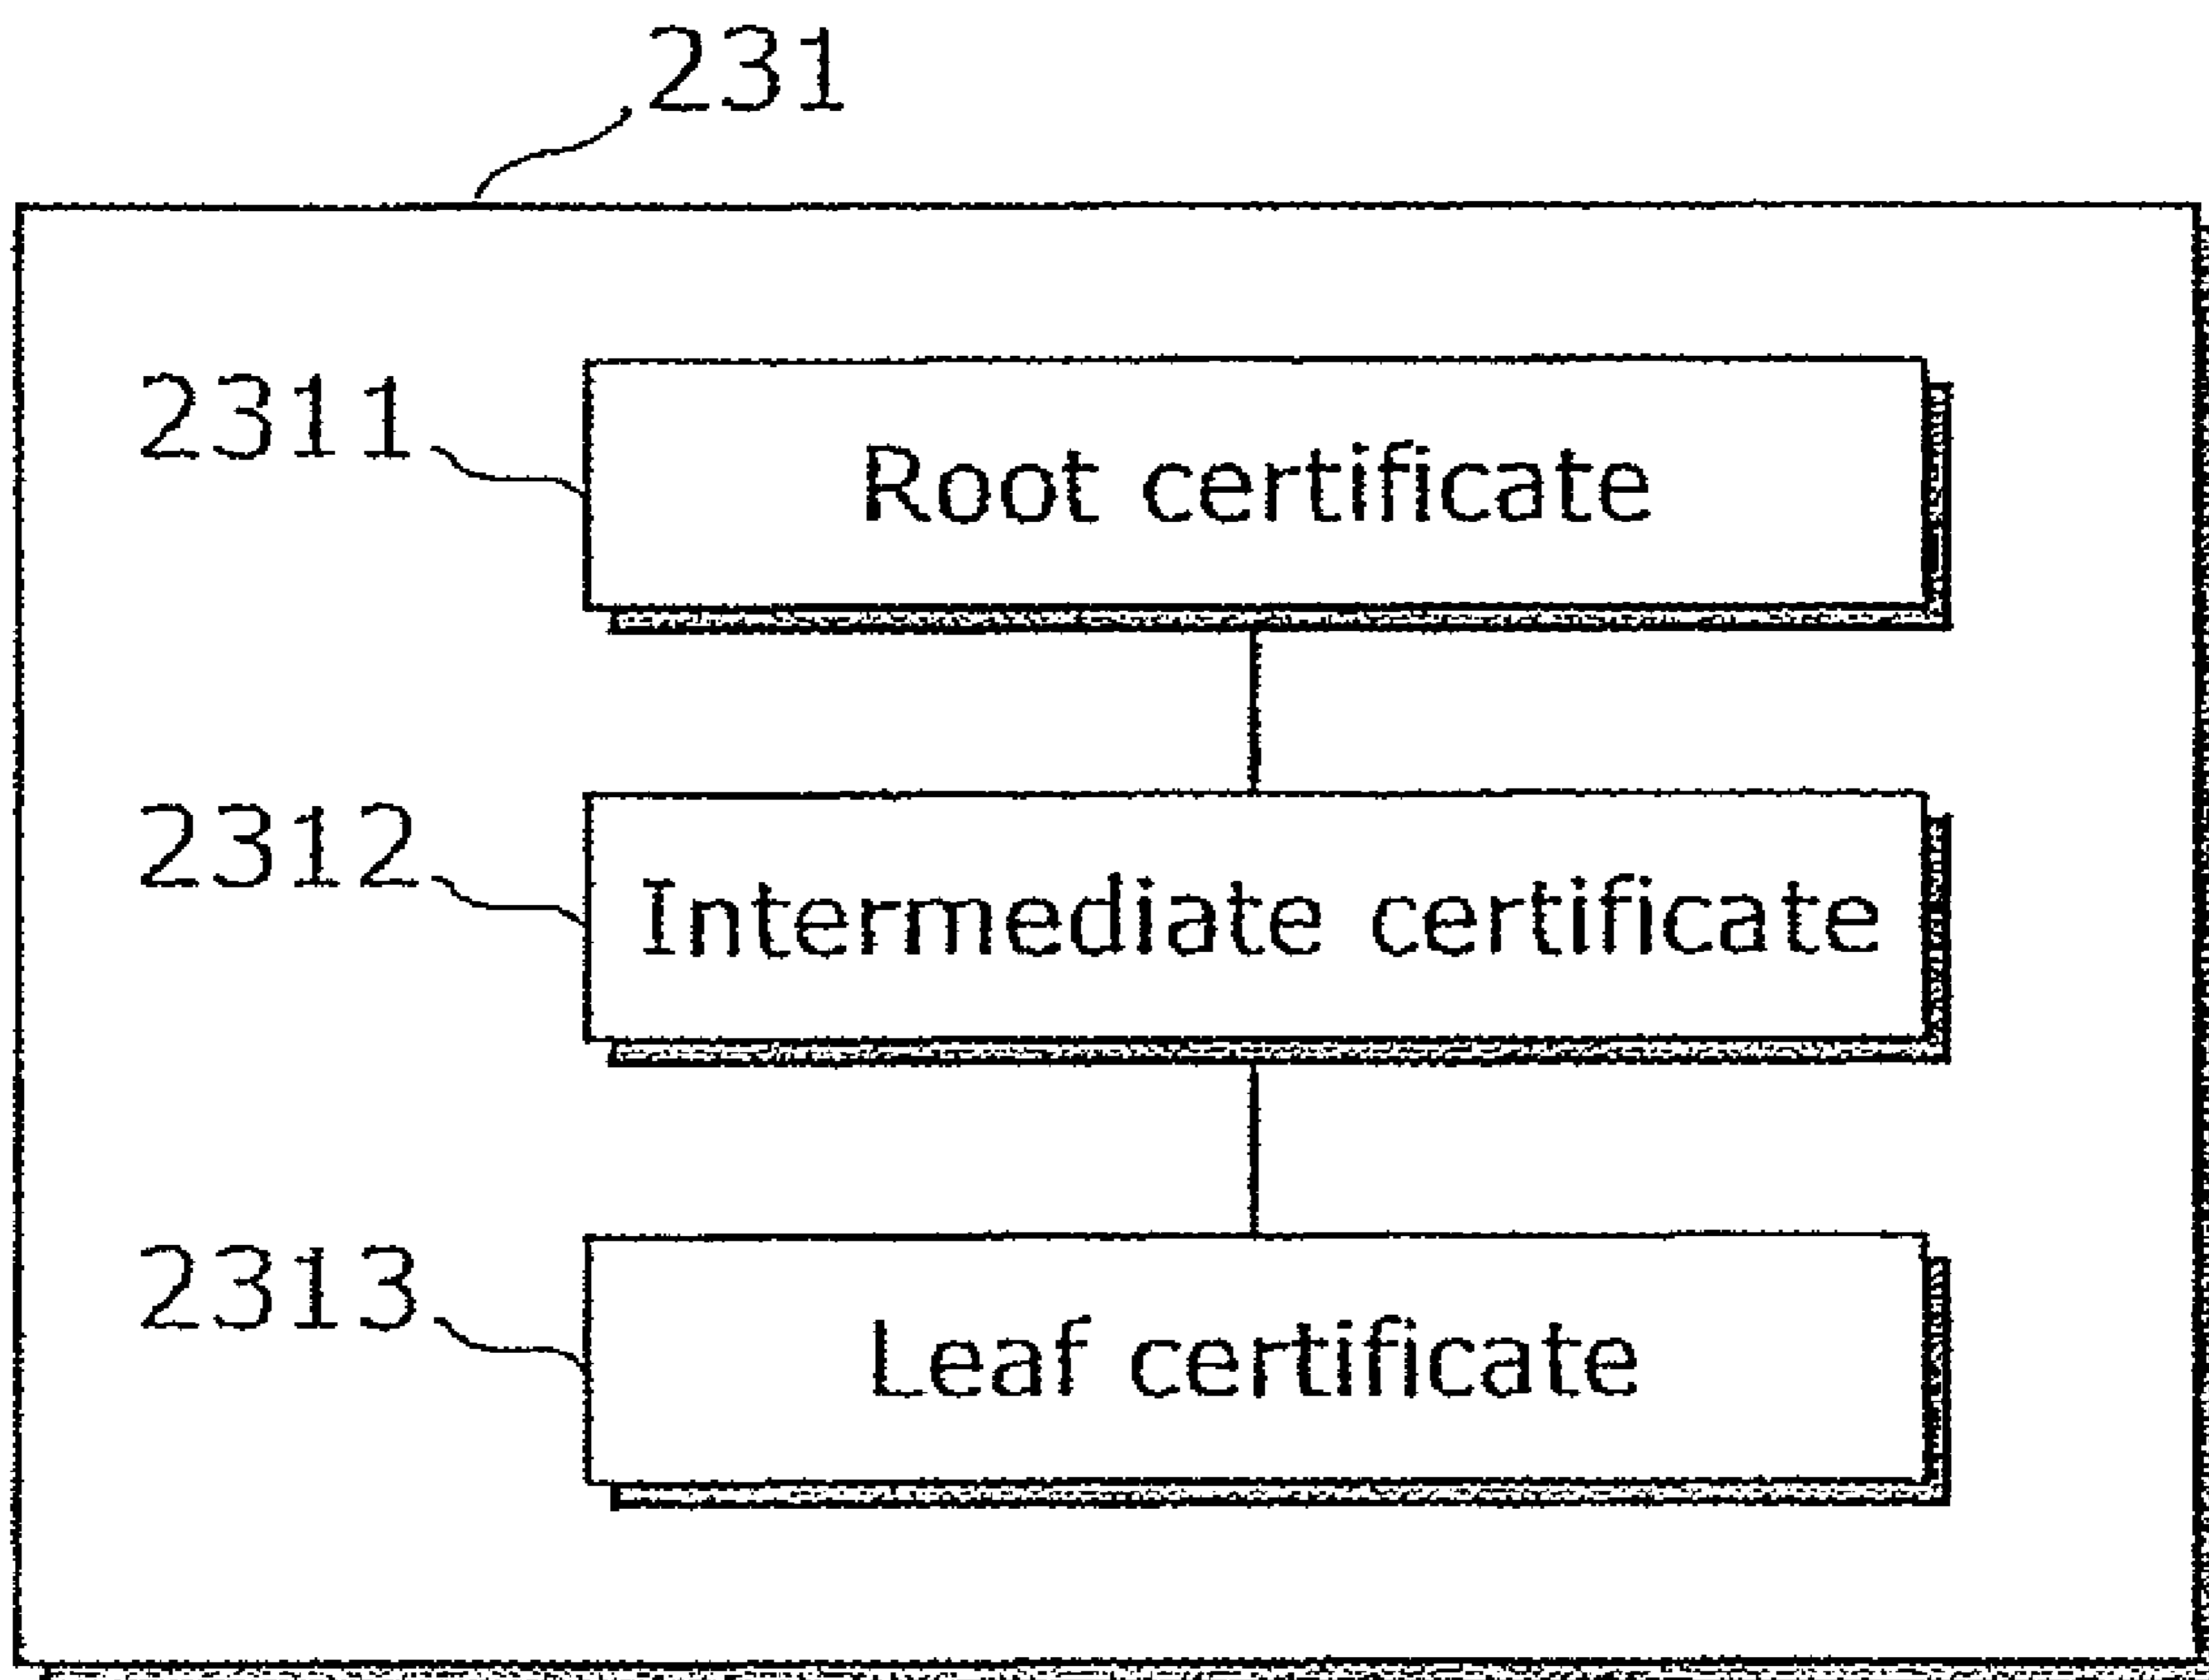 231
2311
Root certificate
2312
Intermediate certificate
2313
Leaf certificate